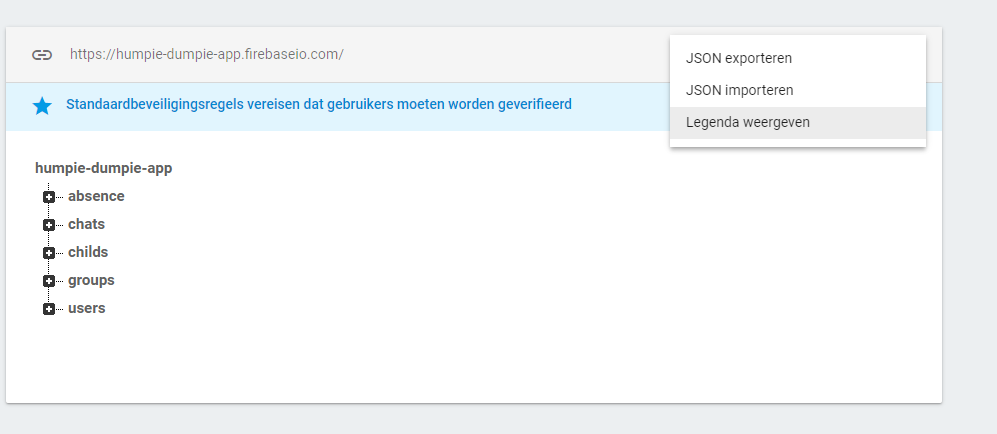 https://humpie-dumpie-app.firebaseio.com/
JSON exporteren
JSON importeren
Legenda weergeven
Standaardbeveiligingsregels vereisen dat gebruikers moeten worden geverifieerd
humpie-dumpie-app
absence
chats
childs
groups
users